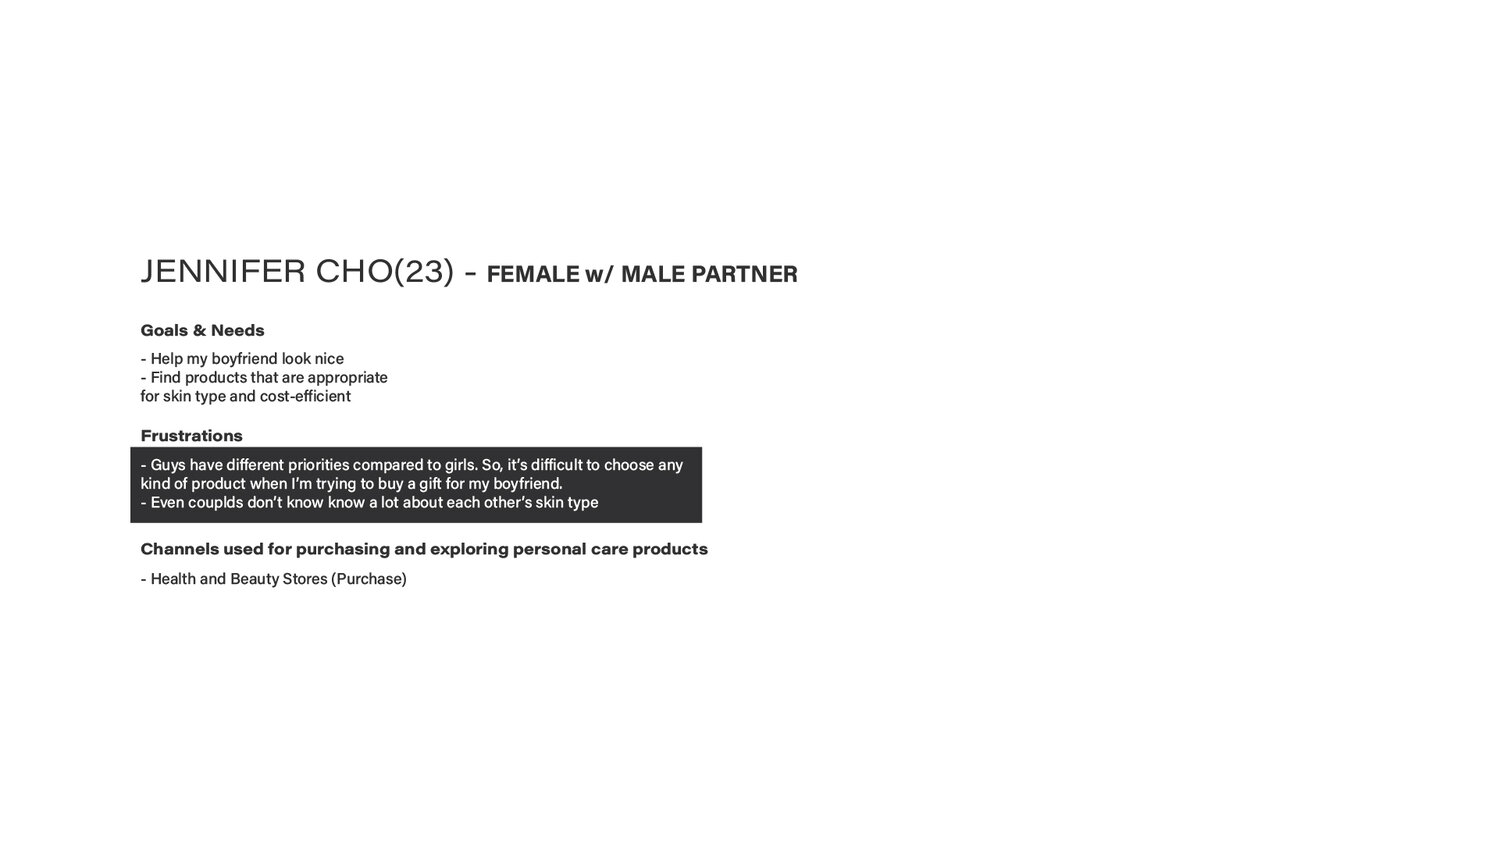 JENNIFER CHO(23) - FEMALE w/ MALE PARTNER
Goals & Needs
- Help my boyfriend look nice
- Find products that are appropriate
for skin type and cost-efficient
Frustrations
- Guys have different priorities compared to girls. So, it's difficult to choose any
kind of product when I'm trying to buy a gift for my boyfriend.
- Even couplds don't know know a lot about each other's skin type
Channels used for purchasing and exploring personal care products
- Health and Beauty Stores (Purchase)